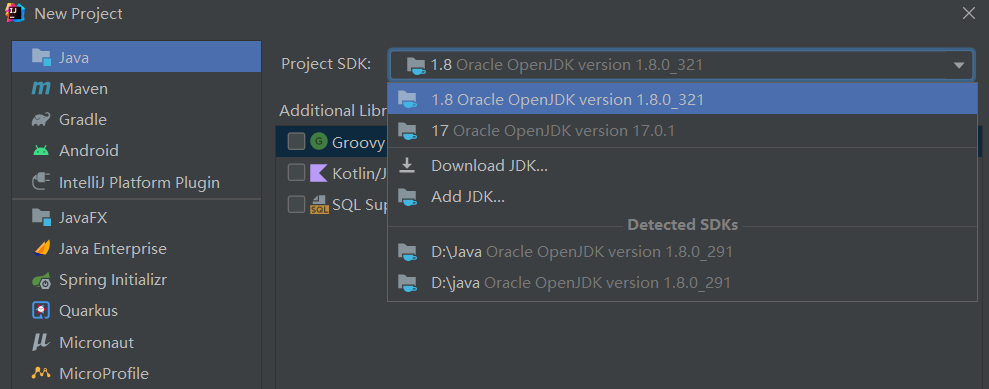 New Project
Java
Maven
Gradle
Android
IntelliJ Platform Plugin
JavaFX
Java Enterprise
Spring Initializr
Quarkus
Micronaut
MicroProfile
Project SDK:
1.8 Oracle OpenJDK version 1.8.0_321
1.8 Oracle OpenJDK version 1.8.0_321
17 Oracle OpenJDK version 17.0.1
Download JDK...
Add JDK...
Detected SDKs
D:\Java Oracle OpenJDK version 1.8.0_291
D:\java Oracle OpenJDK version 1.8.0_291
Additional Libr
G Groovy
Kotlin/J
SQL SQL Sup